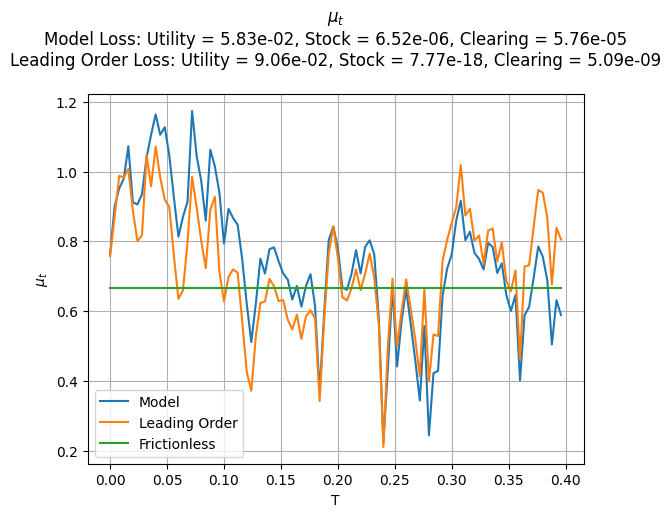 μt
Model Loss: Utility = 5.83e-02, Stock = 6.52e-06, Clearing = 5.76e-05
Leading Order Loss: Utility = 9.06e-02, Stock = 7.77e-18, Clearing = 5.09e-09
1.2
1.0
0.8
0.6
0.4
0.2
μt
Model
Leading Order
Frictionless
0.00 0.05 0.10 0.15 0.20 0.25 0.30 0.35 0.40
T